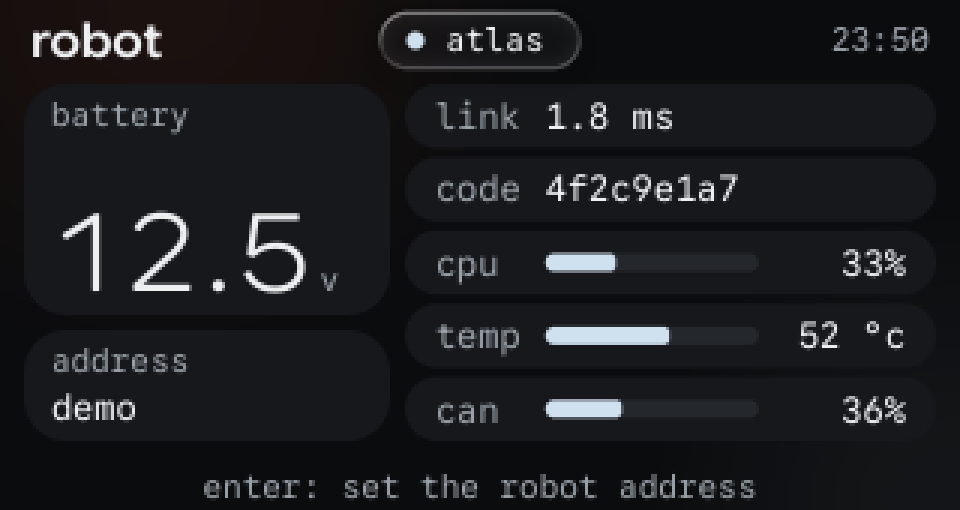 robot
atlas
23:50
battery
12.5 v
address
demo
link 1.8 ms
code 4f2c9e1a7
cpu 33%
temp 52 °c
can 36%
enter: set the robot address